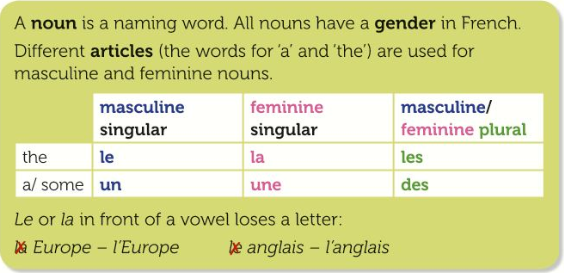 A noun is a naming word. All nouns have a gender in French.
Different articles (the words for ‘a’ and ‘the’) are used for
masculine and feminine nouns.
masculine singular feminine singular masculine/ feminine plural
the le la les
a/ some un une des
Le or la in front of a vowel loses a letter:
la Europe – l’Europe le anglais – l’anglais